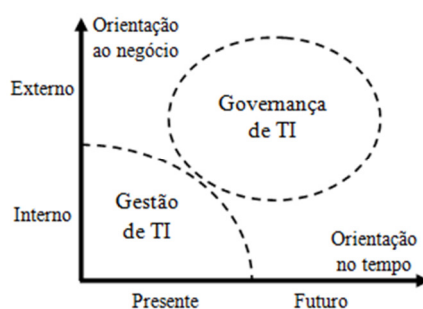 Orientação
ao negócio
Externo
Governança
de TI
Interno
Gestão
de TI
Orientação
no tempo
Presente
Futuro